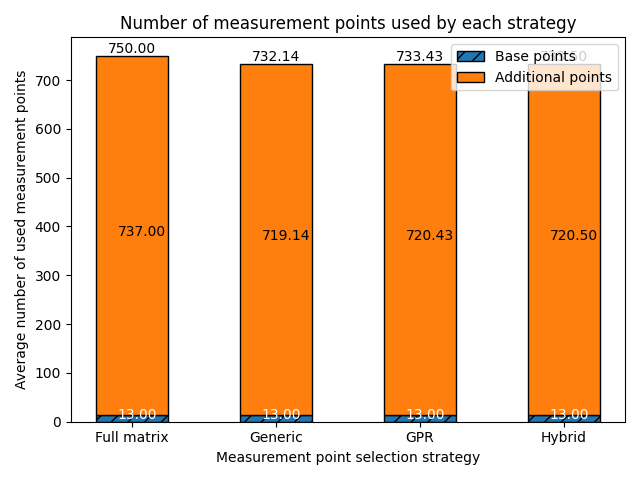 Number of measurement points used by each strategy
Average number of used measurement points
700
600
500
400
300
200
100
0
750.00
732.14
733.43
Base points
Additional points
737.00
719.14
720.43
720.50
13.00
13.00
13.00
13.00
Full matrix
Generic
GPR
Hybrid
Measurement point selection strategy